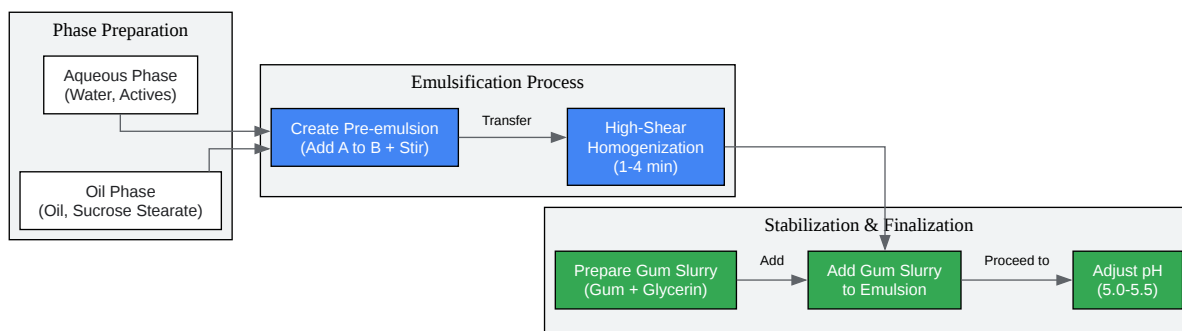 Phase Preparation
Aqueous Phase
(Water, Actives)
Oil Phase
(Oil, Sucrose Stearate)
Emulsification Process
Create Pre-emulsion
(Add A to B + Stir)
Transfer
High-Shear
Homogenization
(1-4 min)
Stabilization & Finalization
Prepare Gum Slurry
(Gum + Glycerin)
Add
Add Gum Slurry
to Emulsion
Proceed to
Adjust pH
(5.0-5.5)